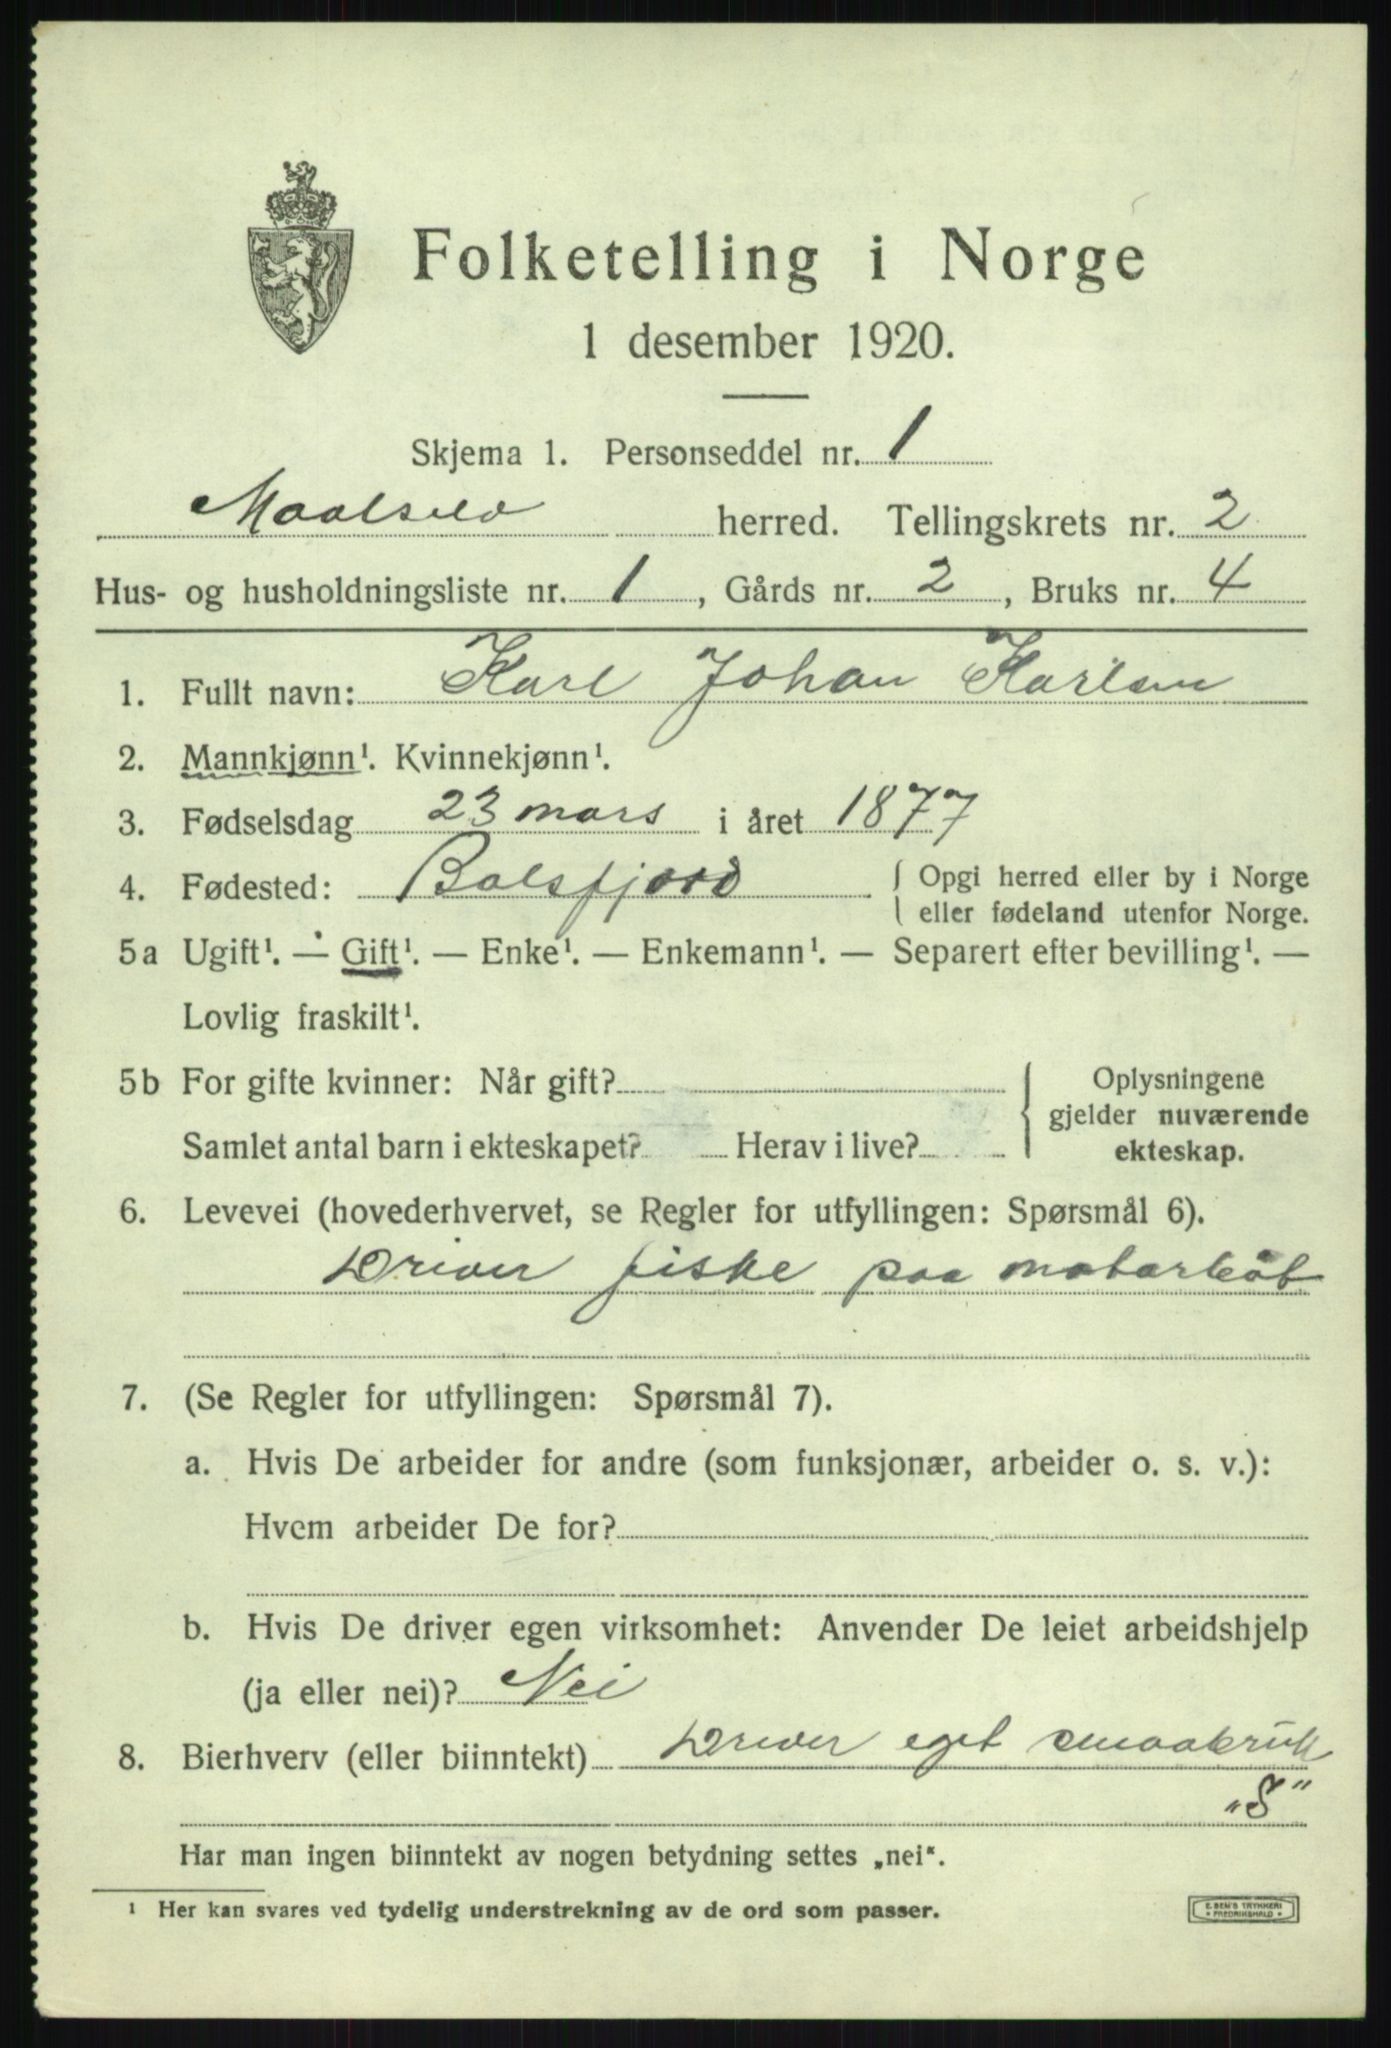 Folketelling i Norge
1 desember 1920.
Skjema 1. Personseddel nr. 1
Maalselv herred. Tellingskrets nr. 2
Hus- og husholdningsliste nr. 1, Gårds nr. 2, Bruks nr. 4
1. Fullt navn: Karl Johan Karlsen
2. Mannkjønn¹. Kvinnekjønn¹.
3. Fødselsdag 23 mars i året 1877
4. Fødested: Balsfjord { Opgi herred eller by i Norge
eller fødeland utenfor Norge.
5a Ugift¹. — Gift¹. — Enke¹. — Enkemann¹. — Separert efter bevilling¹. —
Lovlig fraskilt¹.
5b For gifte kvinner: Når gift?
Samlet antal barn i ekteskapet? Herav i live?
Oplysningene
gjelder nuværende
ekteskap.
6. Levevei (hovederhvervet, se Regler for utfyllingen: Spørsmål 6).
Driver fiske paa motorbåt
7. (Se Regler for utfyllingen: Spørsmål 7).
a. Hvis De arbeider for andre (som funksjonær, arbeider o. s. v.):
Hvem arbeider De for?
b. Hvis De driver egen virksomhet: Anvender De leiet arbeidshjelp
(ja eller nei)? Nei
8. Bierhverv (eller biinntekt) Driver eget smaabruk
„S"
Har man ingen biinntekt av nogen betydning settes „nei“.
¹ Her kan svares ved tydelig understrekning av de ord som passer.
E. SEM'S TRYKKERI
• FREDRIKSHALD •